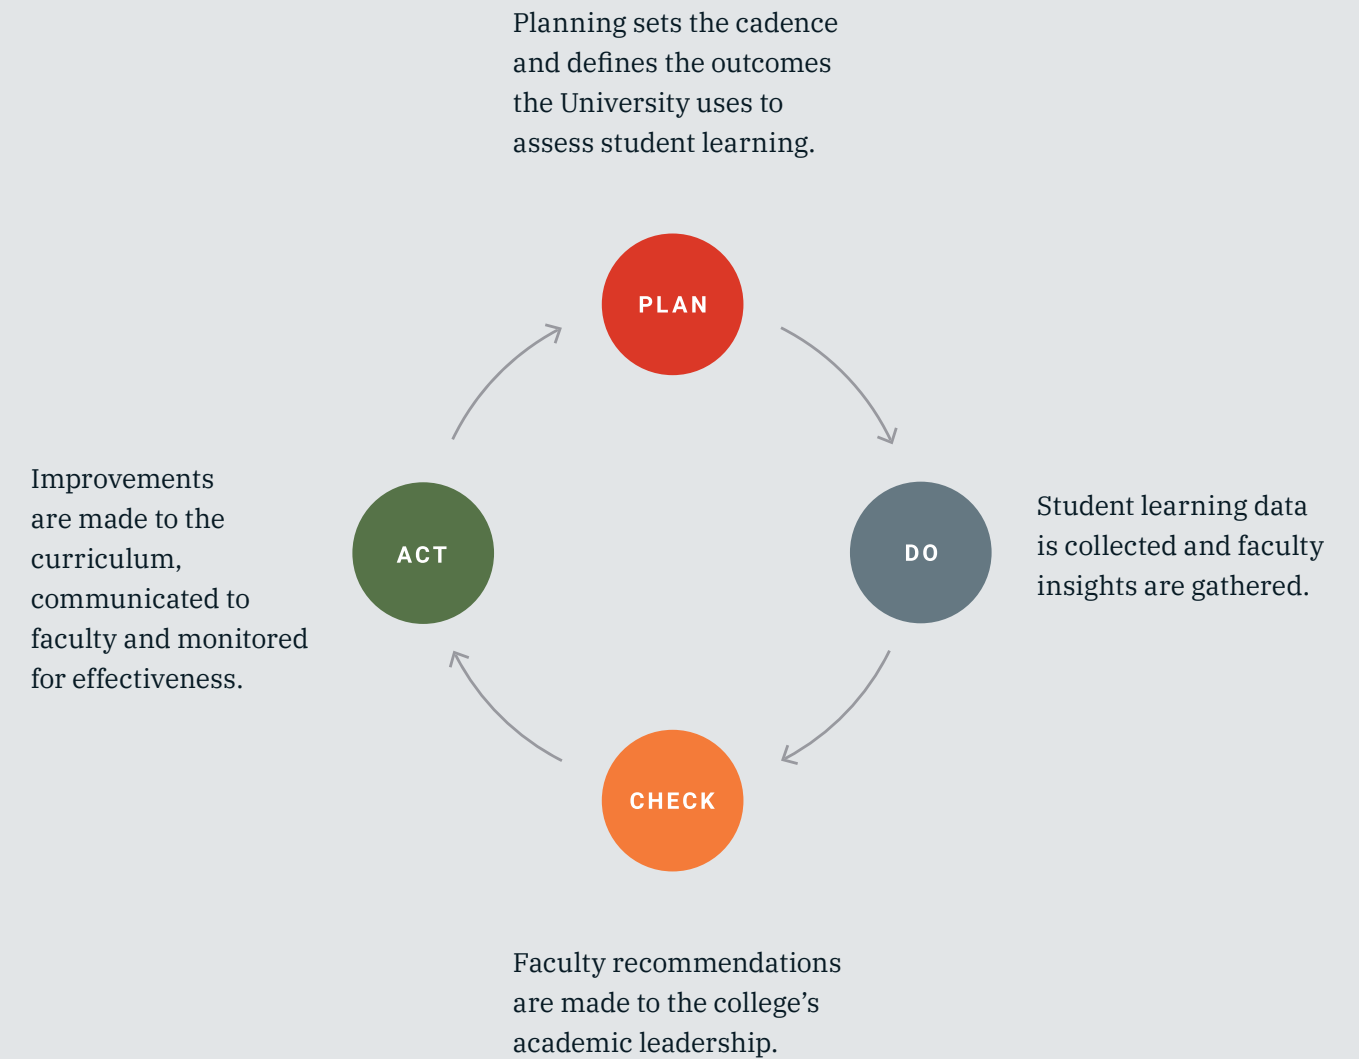 Planning sets the cadence
and defines the outcomes
the University uses to
assess student learning.
PLAN
DO
Student learning data
is collected and faculty
insights are gathered.
CHECK
Faculty recommendations
are made to the college’s
academic leadership.
ACT
Improvements
are made to the
curriculum,
communicated to
faculty and monitored
for effectiveness.